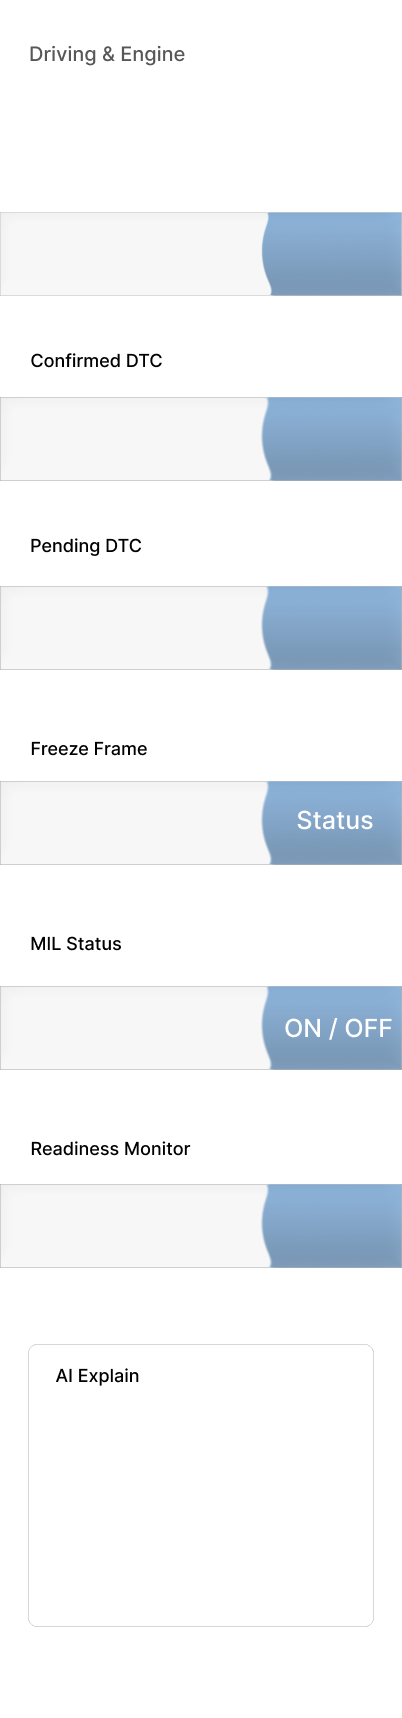 Driving & Engine
Confirmed DTC
Pending DTC
Freeze Frame
Status
MIL Status
ON / OFF
Readiness Monitor
AI Explain